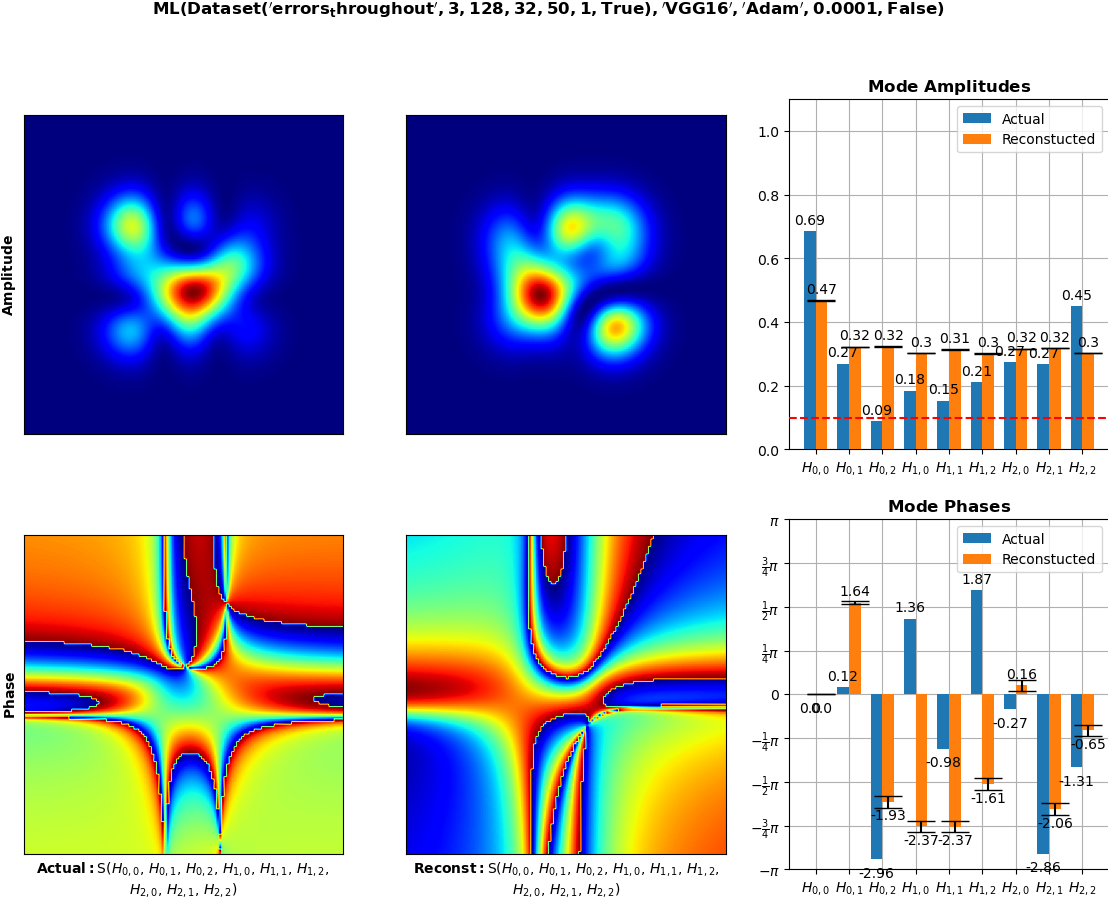 ML(Dataset('errors_throughout', 3, 128, 32, 50, 1, True), 'VGG16', 'Adam', 0.0001, False)
Amplitude
Mode Amplitudes
Actual
Reconstucted
1.0
0.8
0.6
0.4
0.2
0.0
0.69
0.47
0.27
0.32
0.09
0.32
0.18
0.3
0.15
0.31
0.21
0.3
0.27
0.32
0.27
0.32
0.45
0.3
H0,0 H0,1 H0,2 H1,0 H1,1 H1,2 H2,0 H2,1 H2,2
Phase
Actual: S(H0,0, H0,1, H0,2, H1,0, H1,1, H1,2,
H2,0, H2,1, H2,2)
Reconst: S(H0,0, H0,1, H0,2, H1,0, H1,1, H1,2,
H2,0, H2,1, H2,2)
Mode Phases
Actual
Reconstucted
π
3/4π
1/2π
1/4π
0
−1/4π
−1/2π
−3/4π
−π
0.0
0.0
0.12
1.64
-2.96
-1.93
1.36
-2.37
-0.98
-2.37
1.87
-1.61
-0.27
0.16
-2.86
-2.06
-1.31
-0.65
H0,0 H0,1 H0,2 H1,0 H1,1 H1,2 H2,0 H2,1 H2,2